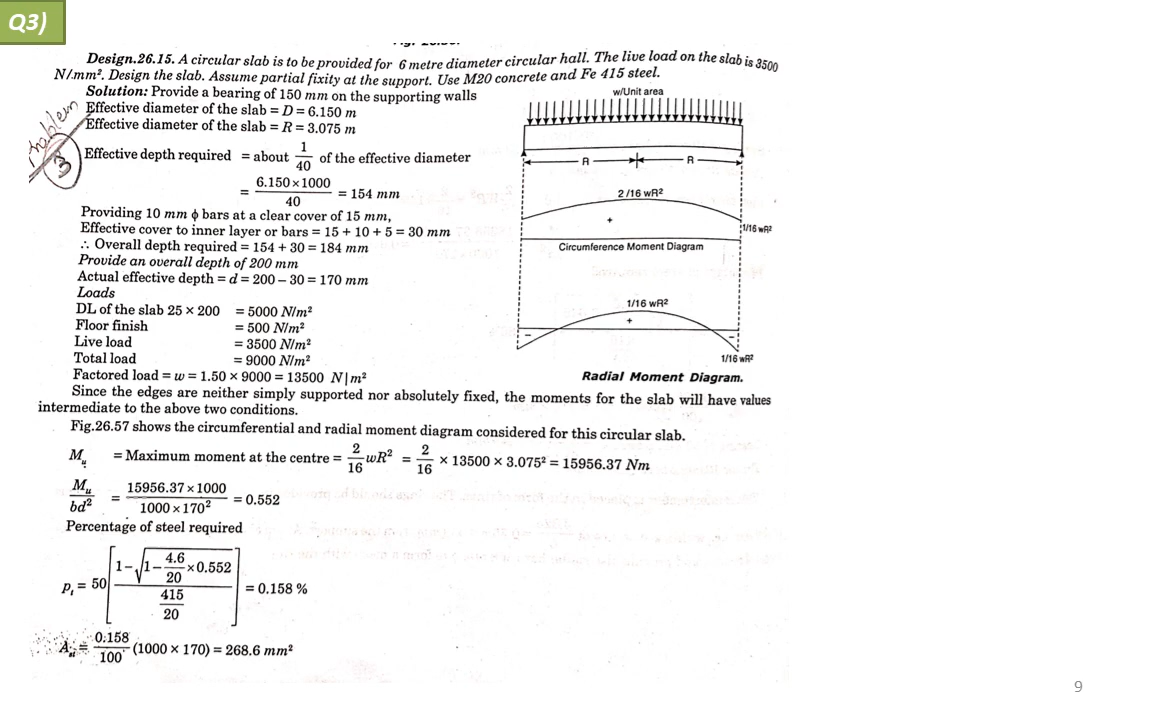 Q3)
Design.26.15. A circular slab is to be provided for 6 metre diameter circular hall. The live load on the slab is 3500
N/mm². Design the slab. Assume partial fixity at the support. Use M20 concrete and Fe 415 steel.
Solution: Provide a bearing of 150 mm on the supporting walls
Effective diameter of the slab = D = 6.150 m
Effective diameter of the slab = R = 3.075 m
Problem
3
Effective depth required = about 1/40 of the effective diameter
= 6.150×1000/40 = 154 mm
Providing 10 mm ϕ bars at a clear cover of 15 mm,
Effective cover to inner layer or bars = 15 + 10 + 5 = 30 mm
∴ Overall depth required = 154 + 30 = 184 mm
Provide an overall depth of 200 mm
Actual effective depth = d = 200 – 30 = 170 mm
Loads
DL of the slab 25 × 200 = 5000 N/m²
Floor finish = 500 N/m²
Live load = 3500 N/m²
Total load = 9000 N/m²
Factored load = w = 1.50 × 9000 = 13500 N|m²
w/Unit area
R R
2/16 wR²
+
1/16 wR²
Circumference Moment Diagram
1/16 wR²
+
– –
1/16 wR²
Radial Moment Diagram.
Since the edges are neither simply supported nor absolutely fixed, the moments for the slab will have values
intermediate to the above two conditions.
Fig.26.57 shows the circumferential and radial moment diagram considered for this circular slab.
Mu = Maximum moment at the centre = 2/16 wR² = 2/16 × 13500 × 3.075² = 15956.37 Nm
Mu/bd² = 15956.37×1000/1000×170² = 0.552
Percentage of steel required
pt = 50[(1–√(1–4.6/20×0.552))/(415/20)] = 0.158 %
Ast = 0.158/100 (1000 × 170) = 268.6 mm²
9